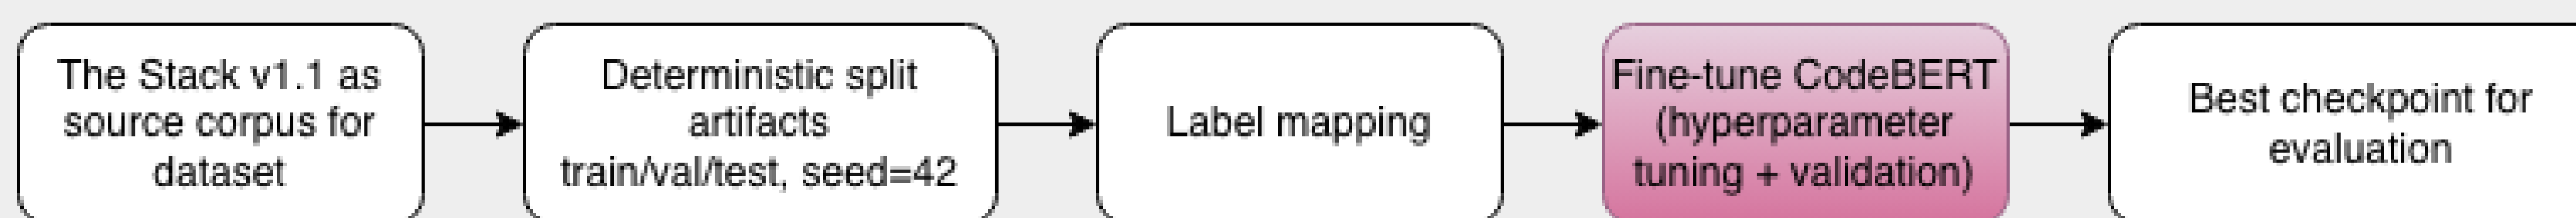 The Stack v1.1 as
source corpus for
dataset
Deterministic split
artifacts
train/val/test, seed=42
Label mapping
Fine-tune CodeBERT
(hyperparameter
tuning + validation)
Best checkpoint for
evaluation